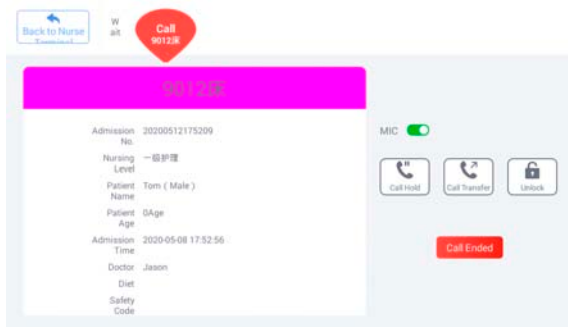 Back to Nurse
Terminal
W
ait
Call
9012床
9012床
Admission
No.
20200512175209
Nursing
Level
一级护理
Patient
Name
Tom ( Male )
Patient
Age
0Age
Admission
Time
2020-05-08 17:52:56
Doctor
Jason
Diet
Safety
Code
MIC
Call Hold
Call Transfer
Unlock
Call Ended